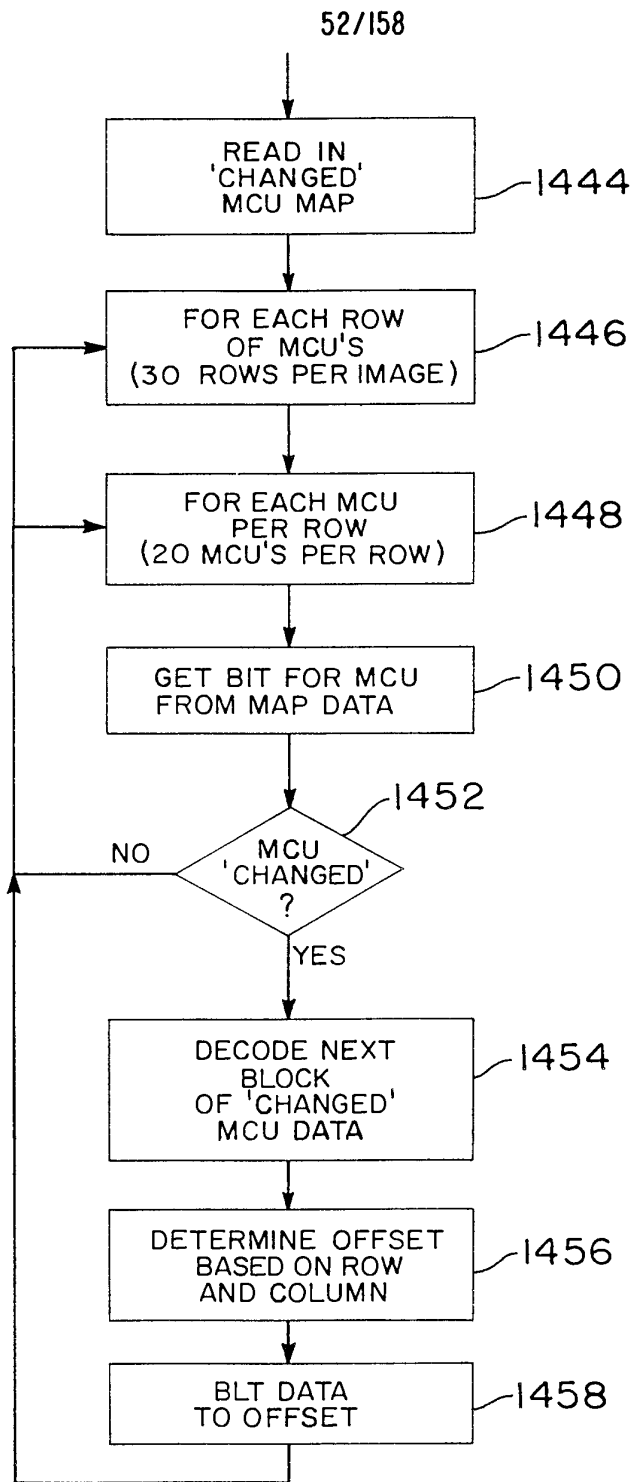 52/158
READ IN
'CHANGED'
MCU MAP
1444
FOR EACH ROW
OF MCU'S
(30 ROWS PER IMAGE)
1446
FOR EACH MCU
PER ROW
(20 MCU'S PER ROW)
1448
GET BIT FOR MCU
FROM MAP DATA
1450
1452
MCU
'CHANGED'
?
NO
YES
DECODE NEXT
BLOCK
OF 'CHANGED'
MCU DATA
1454
DETERMINE OFFSET
BASED ON ROW
AND COLUMN
1456
BLT DATA
TO OFFSET
1458